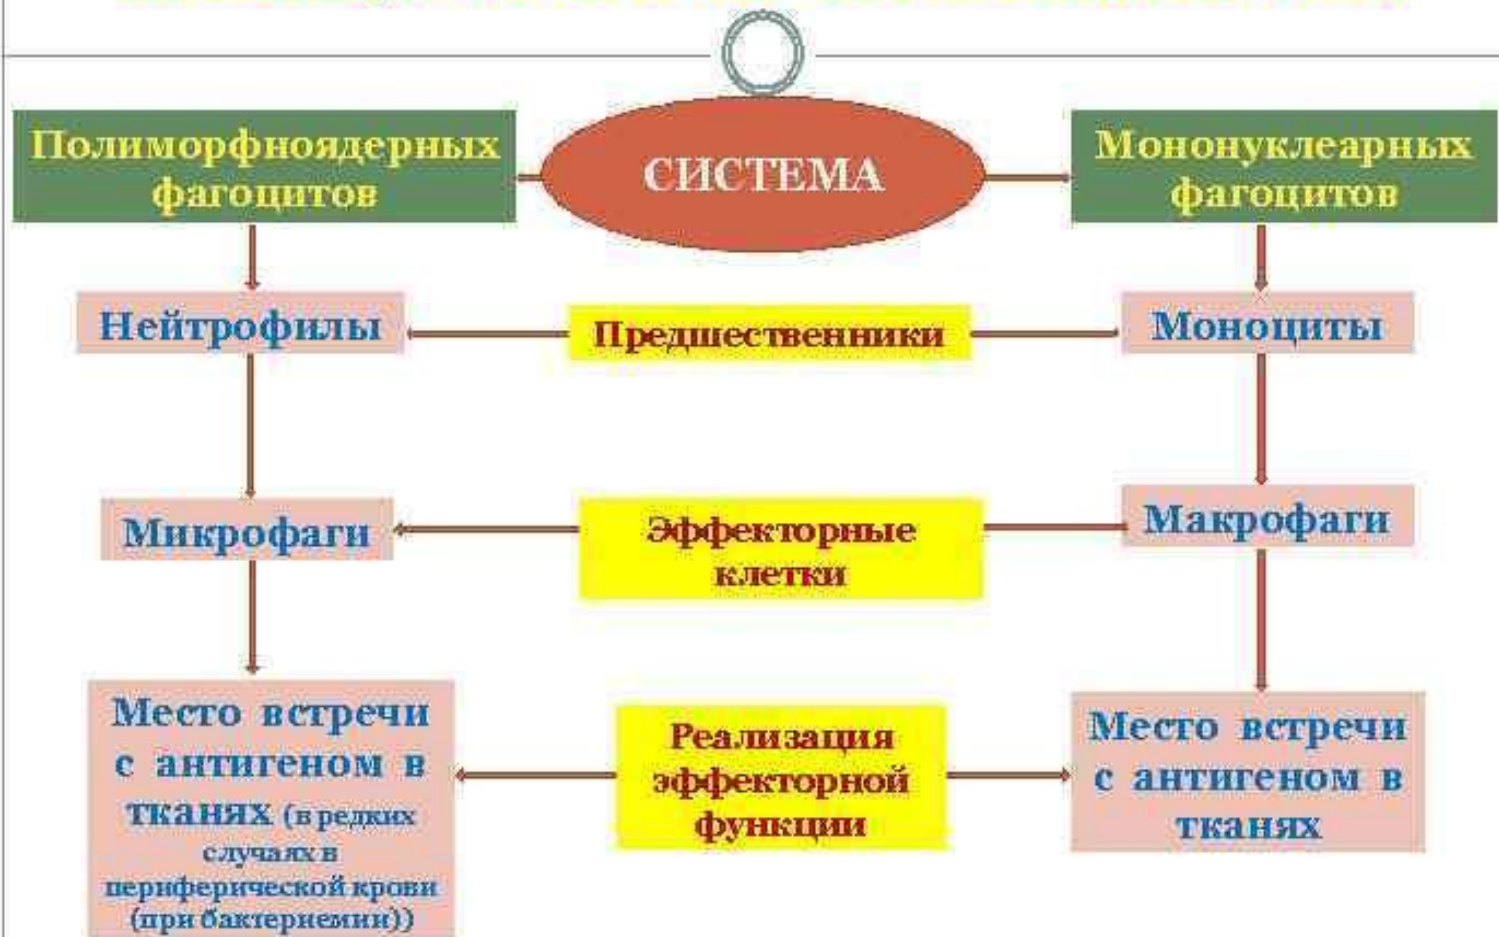 СИСТЕМА
Полиморфноядерных
фагоцитов
Мононуклеарных
фагоцитов
Нейтрофилы
Предшественники
Моноциты
Микрофаги
Эффекторные
клетки
Макрофаги
Место встречи
с антигеном в
тканях (в редких
случаях в
периферической крови
(при бактериемии))
Реализация
эффекторной
функции
Место встречи
с антигеном в
тканях